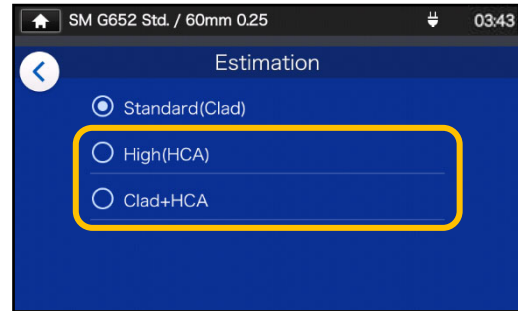 SM G652 Std. / 60mm 0.25 03:43
Estimation
Standard(Clad)
High(HCA)
Clad+HCA